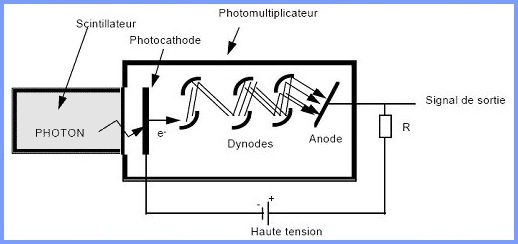 Photomultiplicateur
Scintillateur
Photocathode
PHOTON
e-
Dynodes
Anode
Signal de sortie
R
- +
Haute tension